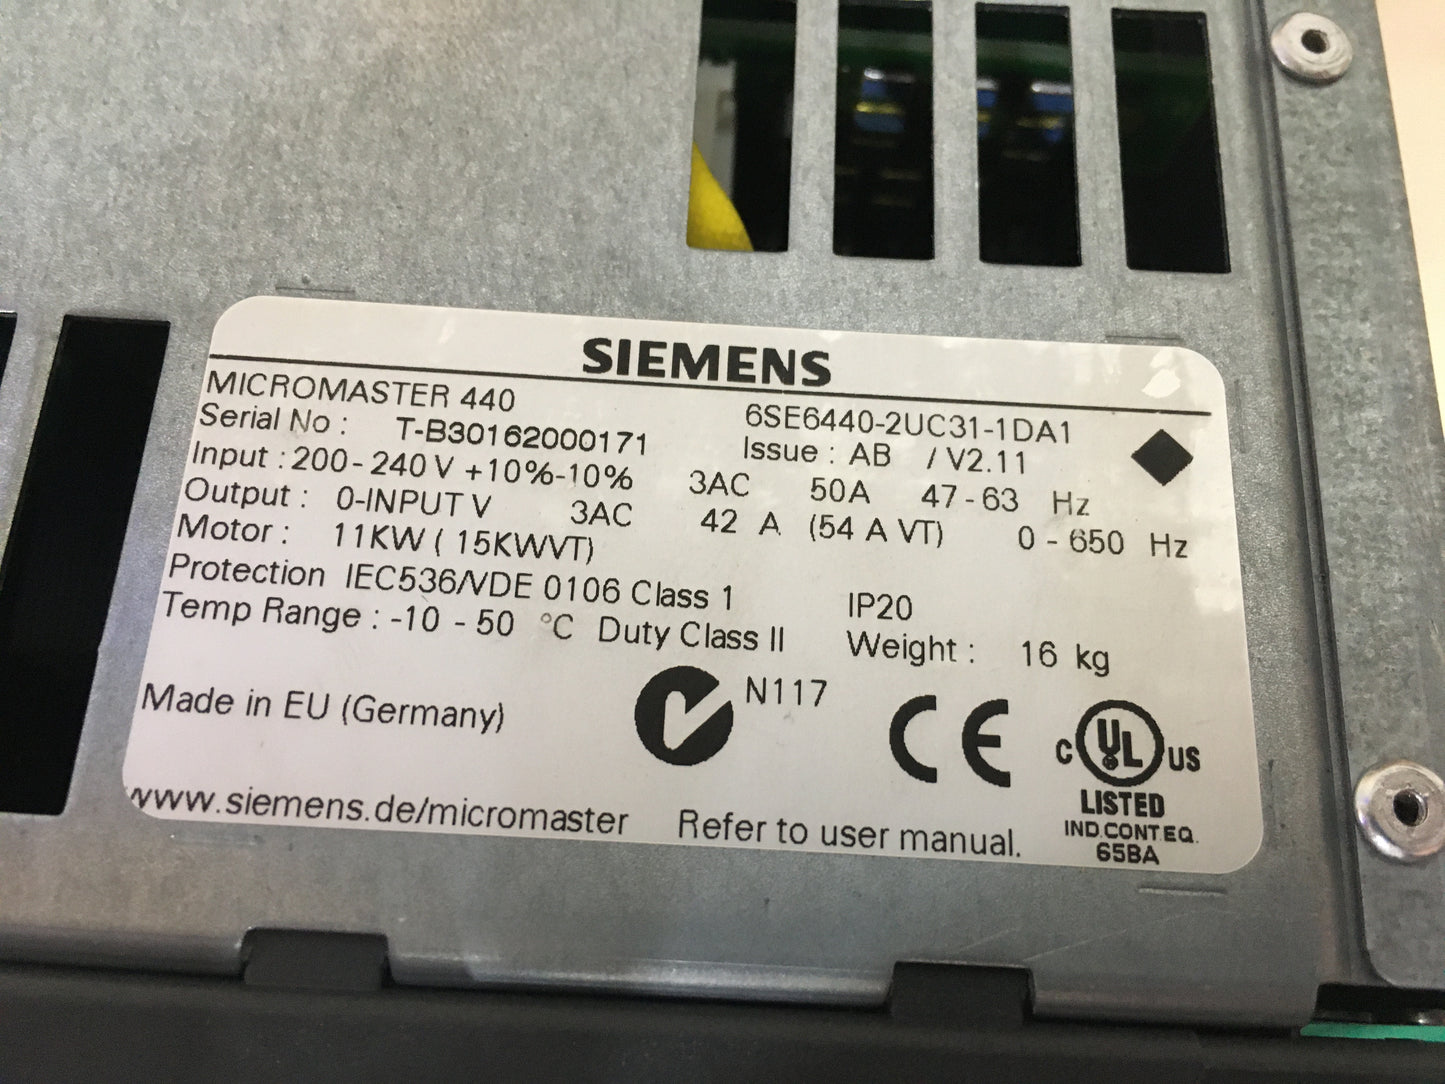 SIEMENS
MICROMASTER 440 6SE6440-2UC31-1DA1
Serial No : T-B30162000171 Issue : AB / V2.11
Input : 200 - 240 V +10%-10% 3AC 50A 47 - 63 Hz
Output : 0-INPUT V 3AC 42 A (54 A VT) 0 - 650 Hz
Motor : 11KW ( 15KWVT)
Protection IEC536/VDE 0106 Class 1 IP20
Temp Range : -10 - 50 °C Duty Class II Weight : 16 kg
Made in EU (Germany) N117 CE C UL US
LISTED
IND.CONT.EQ.
65BA
www.siemens.de/micromaster Refer to user manual.